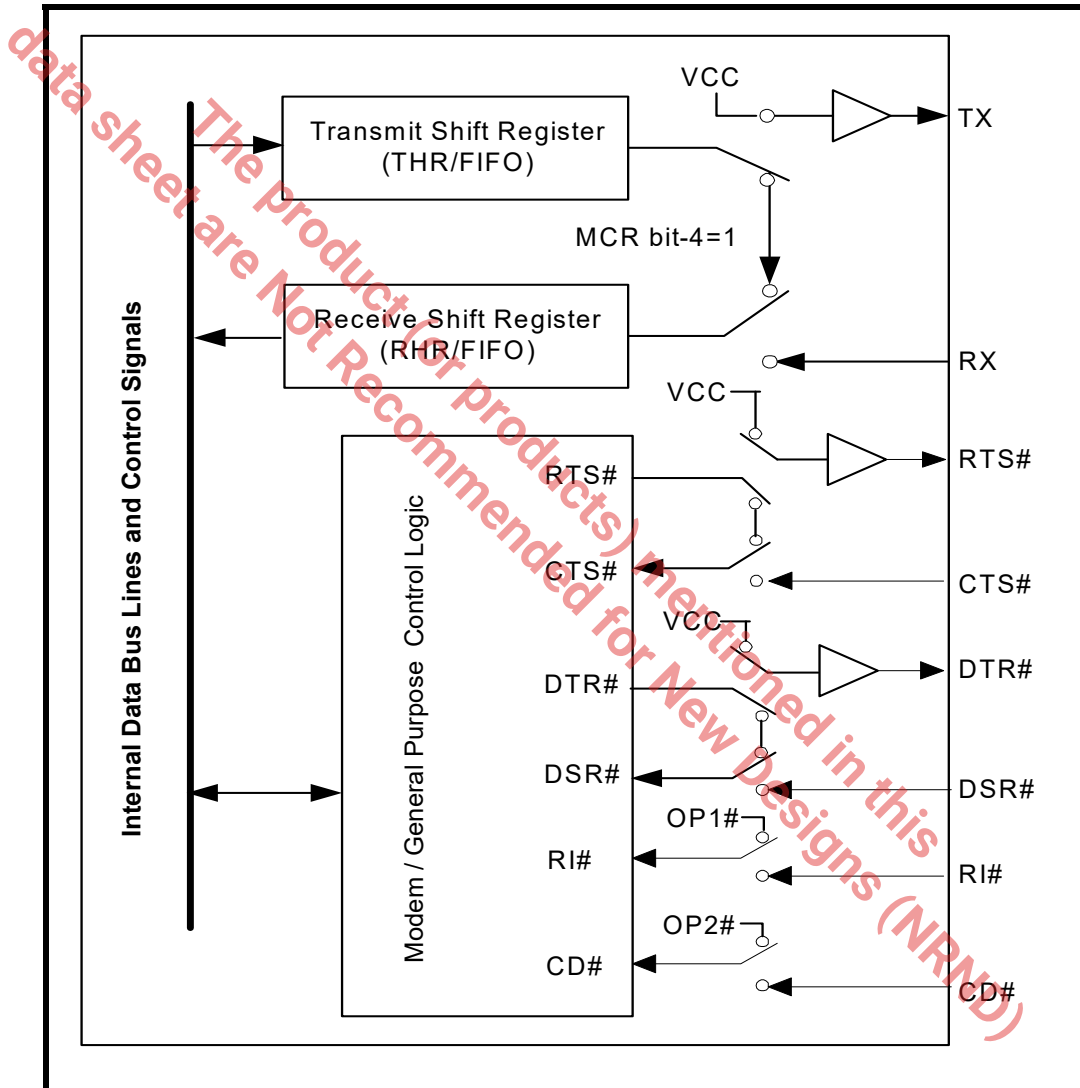 VCC
TX
Transmit Shift Register
(THR/FIFO)
MCR bit-4=1
Receive Shift Register
(RHR/FIFO)
RX
VCC
RTS#
RTS#
CTS#
CTS#
VCC
DTR#
DTR#
DSR#
DSR#
OP1#
RI#
RI#
OP2#
CD#
CD#
Internal Data Bus Lines and Control Signals
Modem / General Purpose Control Logic
The product (or products) mentioned in this
data sheet are Not Recommended for New Designs (NRND)